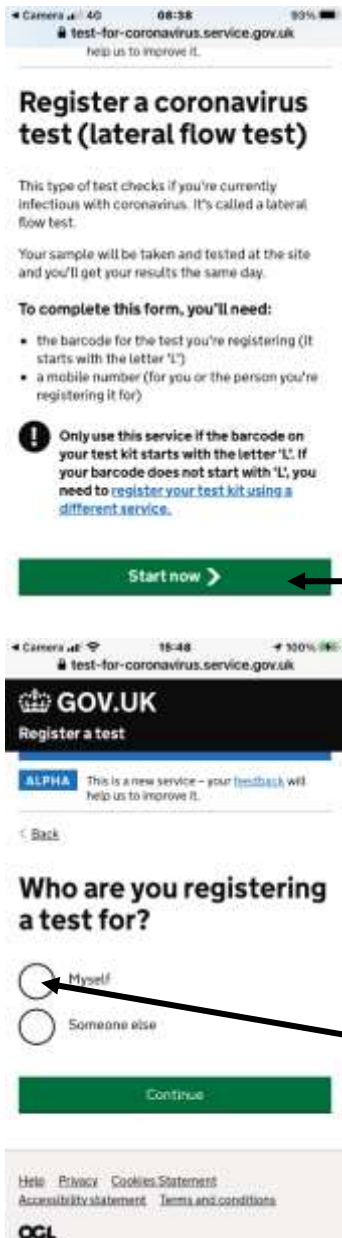 Camera 4G 08:38 93%
test-for-coronavirus.service.gov.uk
help us to improve it.
Register a coronavirus
test (lateral flow test)
This type of test checks if you're currently
infectious with coronavirus. It's called a lateral
flow test.
Your sample will be taken and tested at the site
and you'll get your results the same day.
To complete this form, you'll need:
• the barcode for the test you're registering (it
starts with the letter 'L')
• a mobile number (for you or the person you're
registering it for)
! Only use this service if the barcode on
your test kit starts with the letter 'L'. If
your barcode does not start with 'L', you
need to register your test kit using a
different service.
Start now
Camera 15:48 100%
test-for-coronavirus.service.gov.uk
GOV.UK
Register a test
ALPHA This is a new service – your feedback will
help us to improve it.
< Back
Who are you registering
a test for?
Myself
Someone else
Continue
Help Privacy Cookies Statement
Accessibility statement Terms and conditions
OGL